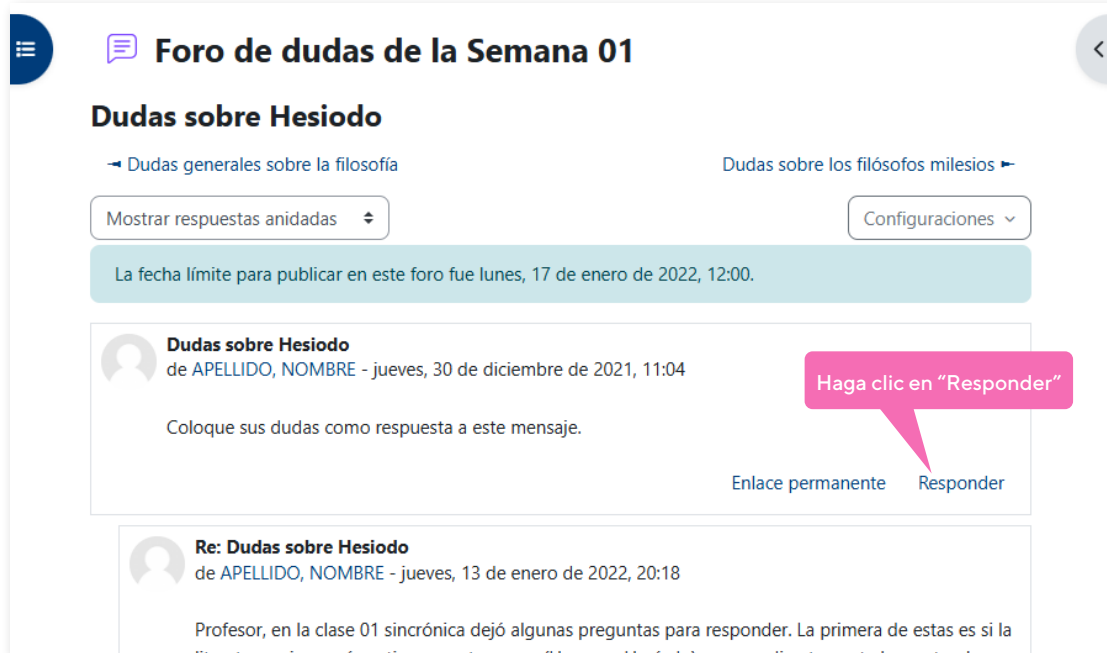 Foro de dudas de la Semana 01
Dudas sobre Hesiodo
Dudas generales sobre la filosofía
Dudas sobre los filósofos milesios
Mostrar respuestas anidadas
Configuraciones
La fecha límite para publicar en este foro fue lunes, 17 de enero de 2022, 12:00.
Dudas sobre Hesiodo
de APELLIDO, NOMBRE - jueves, 30 de diciembre de 2021, 11:04
Haga clic en “Responder”
Coloque sus dudas como respuesta a este mensaje.
Enlace permanente
Responder
Re: Dudas sobre Hesiodo
de APELLIDO, NOMBRE - jueves, 13 de enero de 2022, 20:18
Profesor, en la clase 01 sincrónica dejó algunas preguntas para responder. La primera de estas es si la